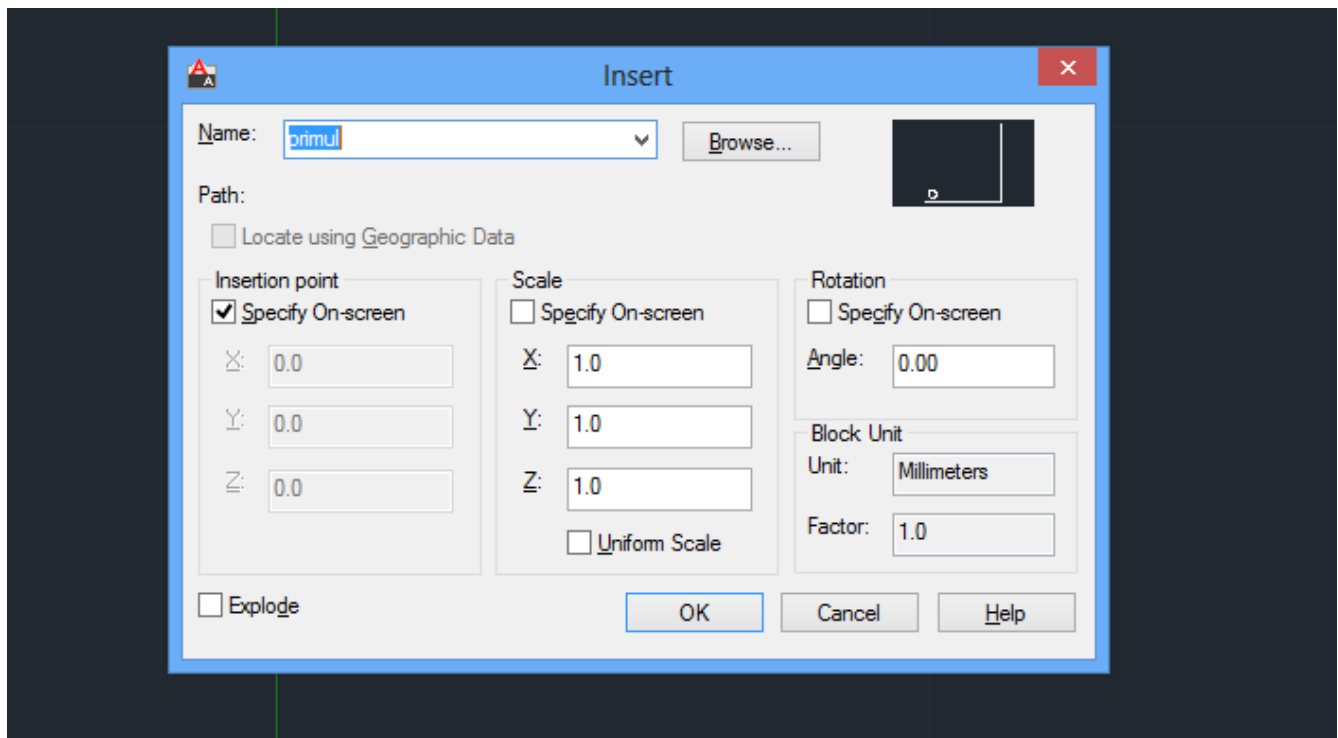 Insert
Name: primul Browse...
Path:
Locate using Geographic Data
Insertion point
Specify On-screen
X: 0.0
Y: 0.0
Z: 0.0
Scale
Specify On-screen
X: 1.0
Y: 1.0
Z: 1.0
Uniform Scale
Rotation
Specify On-screen
Angle: 0.00
Block Unit
Unit: Millimeters
Factor: 1.0
Explode
OK Cancel Help